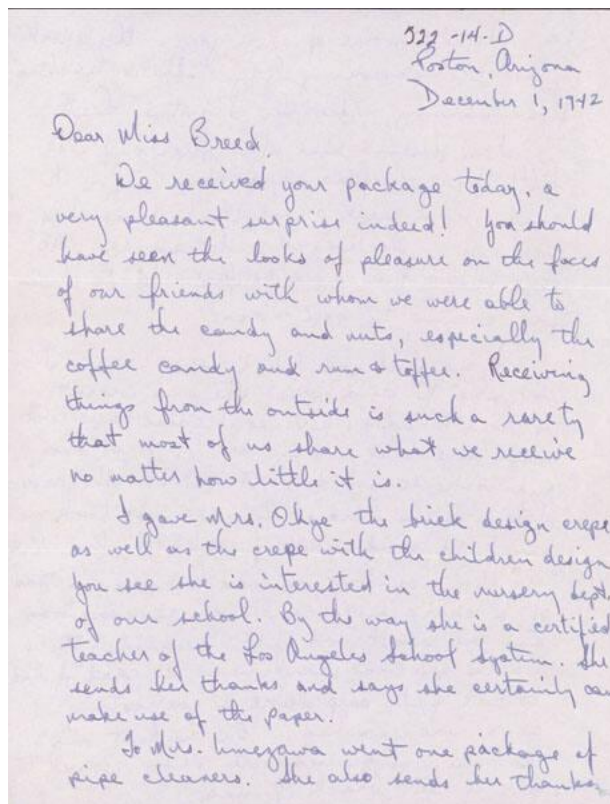 322-14-D
Poston, Arizona
December 1, 1942
Dear Miss Breed,
We received your package today, a
very pleasant surprise indeed! You should
have seen the looks of pleasure on the faces
of our friends with whom we were able to
share the candy and nuts, especially the
coffee candy and rum & toffee. Receiving
things from the outside is such a rarety
that most of us share what we receive
no matter how little it is.
I gave Mrs. the brick design crepe
as well as the crepe with the children design
you see she is interested in the nursery dept.
of our school. By the way she is a certified
teacher of the Los Angeles School System. She
sends her thanks and says she certainly can
make use of the paper.
To Mrs. Umezawa went one package of
pipe cleaners. She also sends her thanks